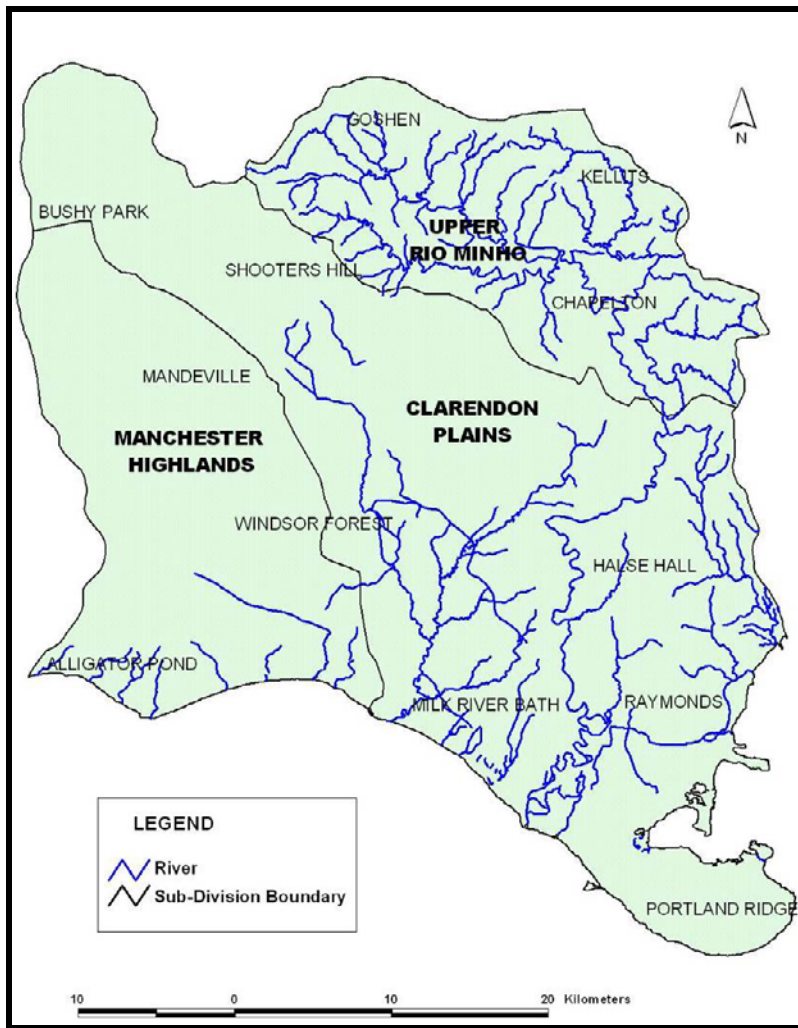 GOSHEN
KELLITS
BUSHY PARK
UPPER
RIO MINHO
SHOOTERS HILL
CHAPELTON
MANDEVILLE
CLARENDON
PLAINS
MANCHESTER
HIGHLANDS
WINDSOR FOREST
HALSE HALL
ALLIGATOR POND
MILK RIVER BATH
RAYMONDS
PORTLAND RIDGE
N
LEGEND
River
Sub-Division Boundary
10 0 10 20 Kilometers